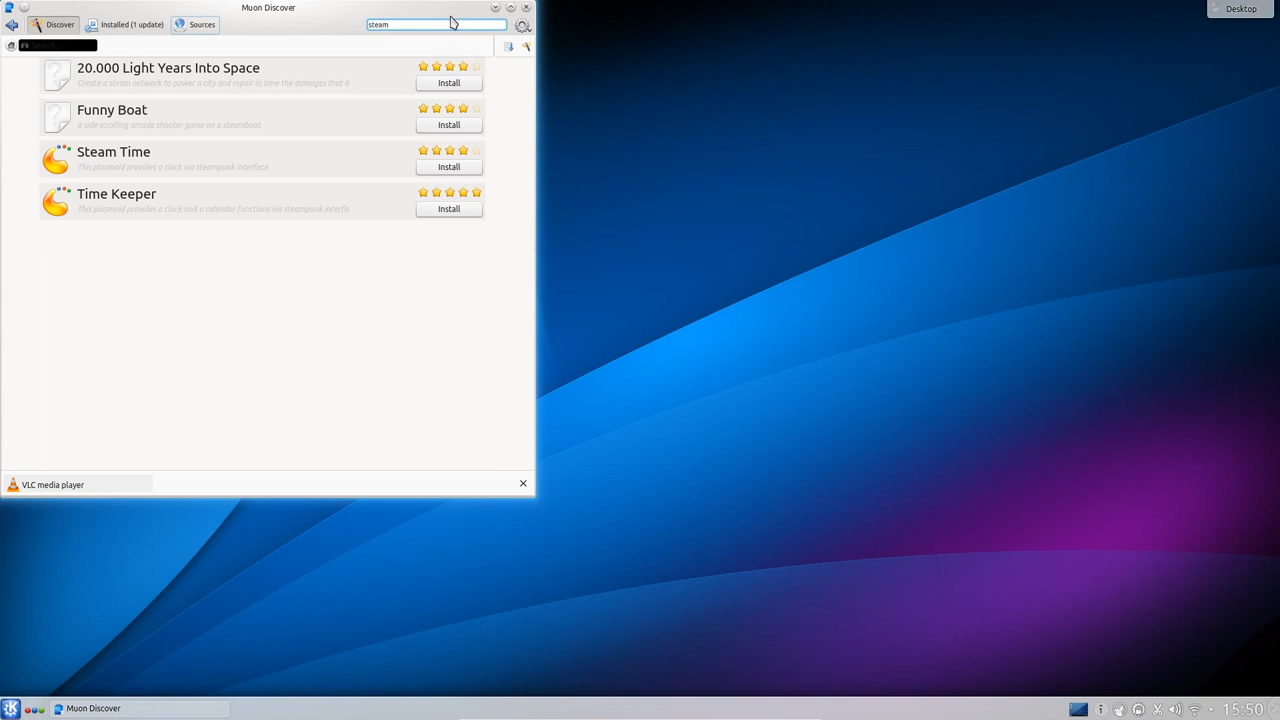 Muon Discover
Discover
Installed (1 update)
Sources
steam
Search...
20.000 Light Years Into Space
Create a steam network to power a city and repair in-time the damages that it
Install
Funny Boat
a side scrolling arcade shooter game on a steamboat
Install
Steam Time
This plasmoid provides a clock via steampunk interface.
Install
Time Keeper
This plasmoid provides a clock and a calendar functions via steampunk interfa
Install
VLC media player
Desktop
Muon Discover
15:50